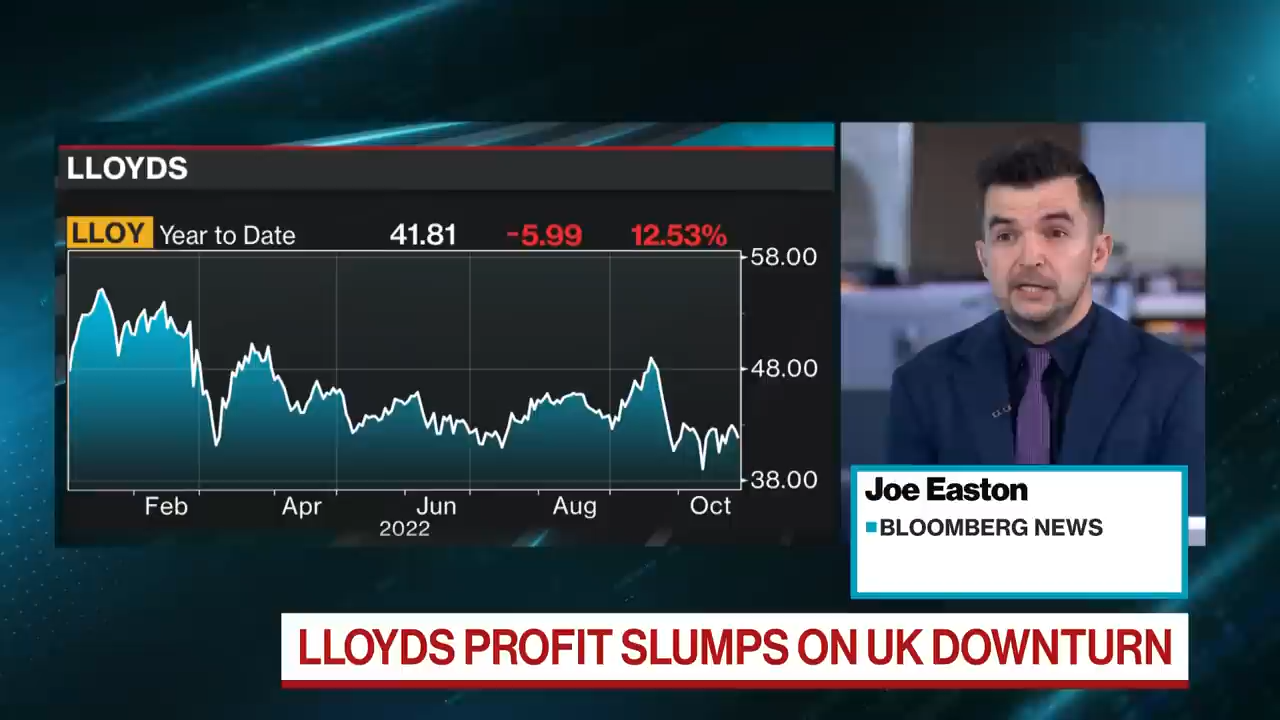 LLOYDS
LLOY Year to Date 41.81 -5.99 12.53%
58.00
48.00
38.00
Feb Apr Jun Aug Oct
2022
Joe Easton
BLOOMBERG NEWS
LLOYDS PROFIT SLUMPS ON UK DOWNTURN